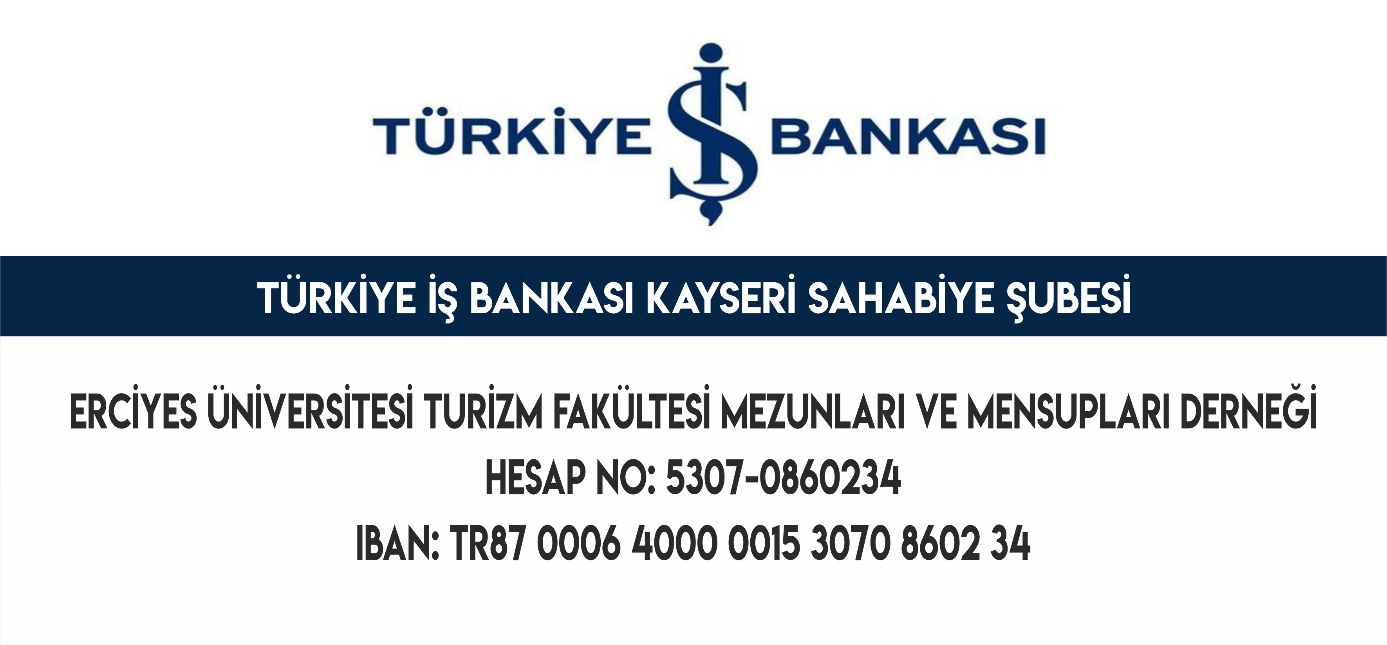 TÜRKİYE İŞ BANKASI
TÜRKİYE İŞ BANKASI KAYSERİ SAHABİYE ŞUBESİ
ERCİYES ÜNİVERSİTESİ TURİZM FAKÜLTESİ MEZUNLARI VE MENSUPLARI DERNEĞİ
HESAP NO: 5307-0860234
IBAN: TR87 0006 4000 0015 3070 8602 34